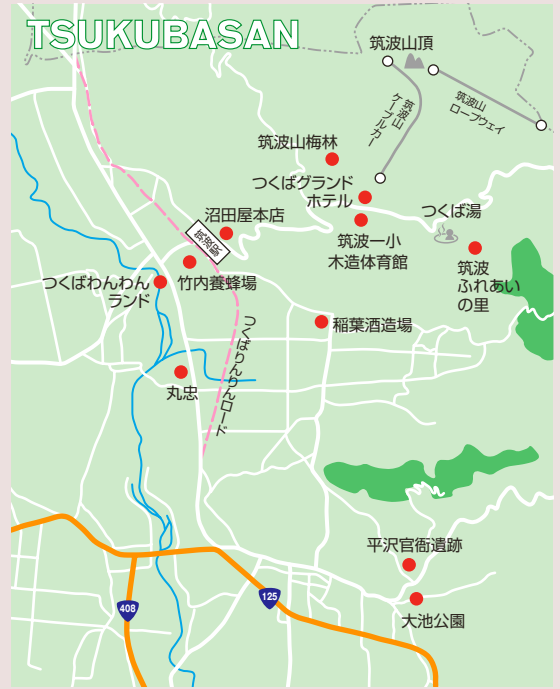 TSUKUBASAN
筑波山頂
筑波山
ロープウェイ
筑波山
ケーブルカー
筑波山梅林
つくばグランド
ホテル
つくば湯
沼田屋本店
筑波一小
木造体育館
筑波
ふれあい
の里
筑波駅
つくばわんわん
ランド
竹内養蜂場
稲葉酒造場
つくばりんりんロード
丸忠
平沢官衙遺跡
大池公園
408
125